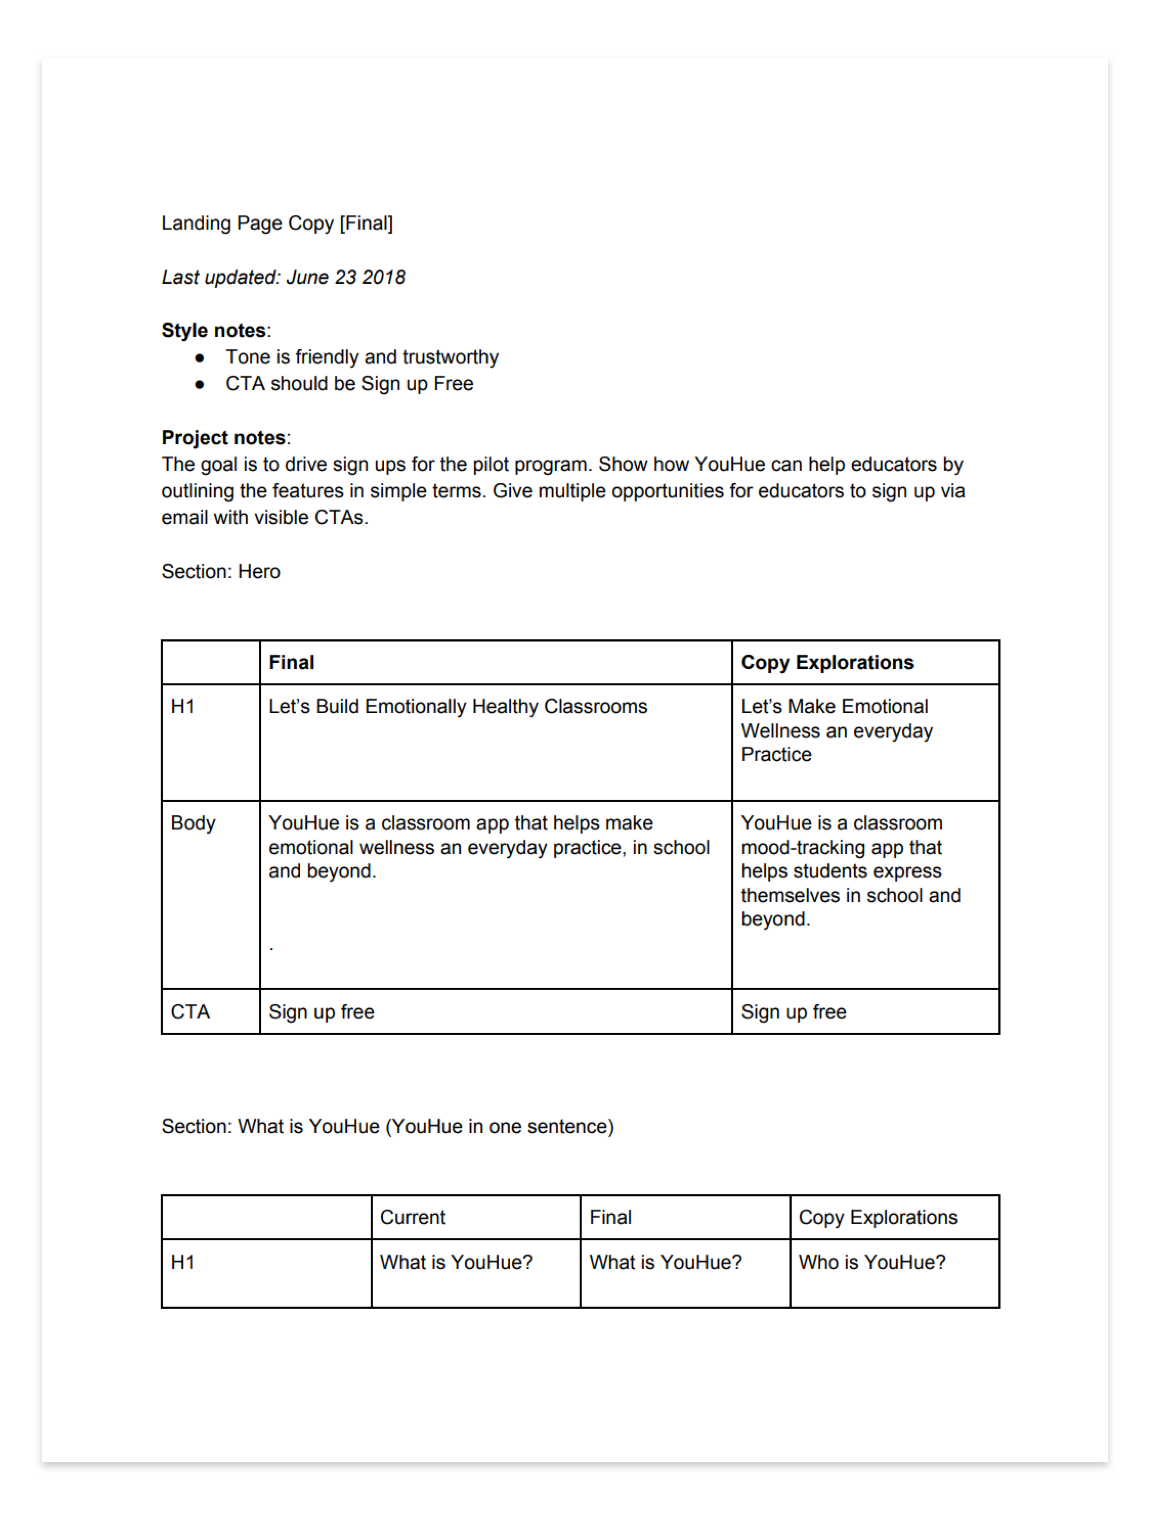 Landing Page Copy [Final]
Last updated: June 23 2018
Style notes:
● Tone is friendly and trustworthy
● CTA should be Sign up Free
Project notes:
The goal is to drive sign ups for the pilot program. Show how YouHue can help educators by
outlining the features in simple terms. Give multiple opportunities for educators to sign up via
email with visible CTAs.
Section: Hero
Final
Copy Explorations
H1
Let’s Build Emotionally Healthy Classrooms
Let’s Make Emotional
Wellness an everyday
Practice
Body
YouHue is a classroom app that helps make
emotional wellness an everyday practice, in school
and beyond.
.
YouHue is a classroom
mood-tracking app that
helps students express
themselves in school and
beyond.
CTA
Sign up free
Sign up free
Section: What is YouHue (YouHue in one sentence)
Current
Final
Copy Explorations
H1
What is YouHue?
What is YouHue?
Who is YouHue?